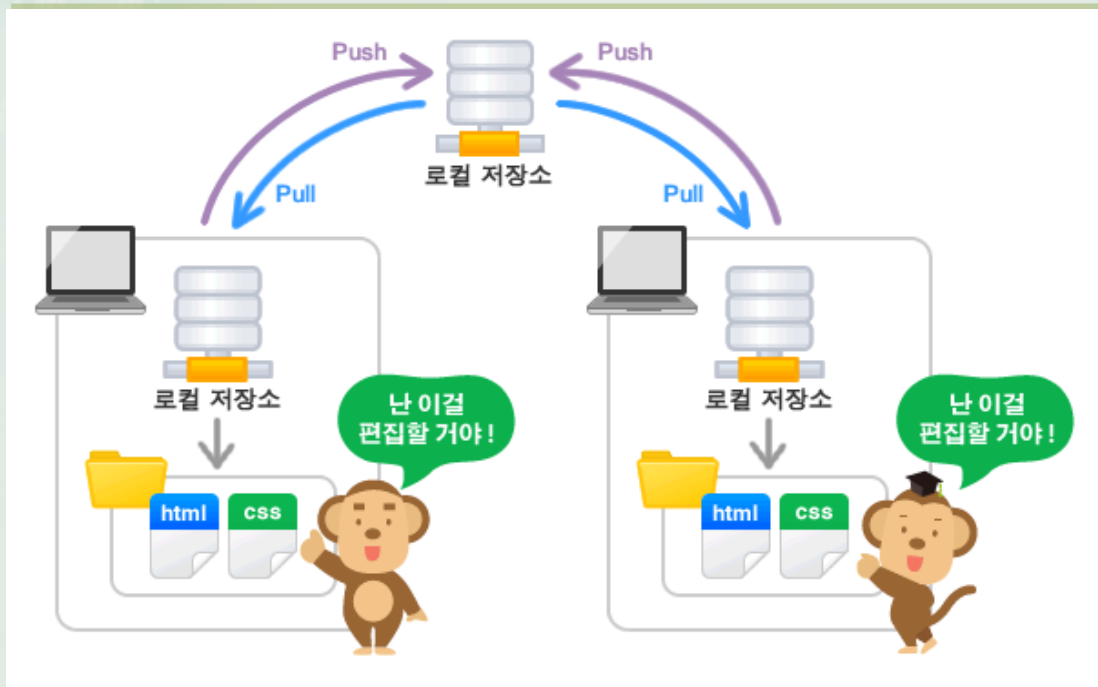 Push
Push
로컬 저장소
Pull
Pull
로컬 저장소
난 이걸
편집할 거야 !
html
css
로컬 저장소
난 이걸
편집할 거야 !
html
css